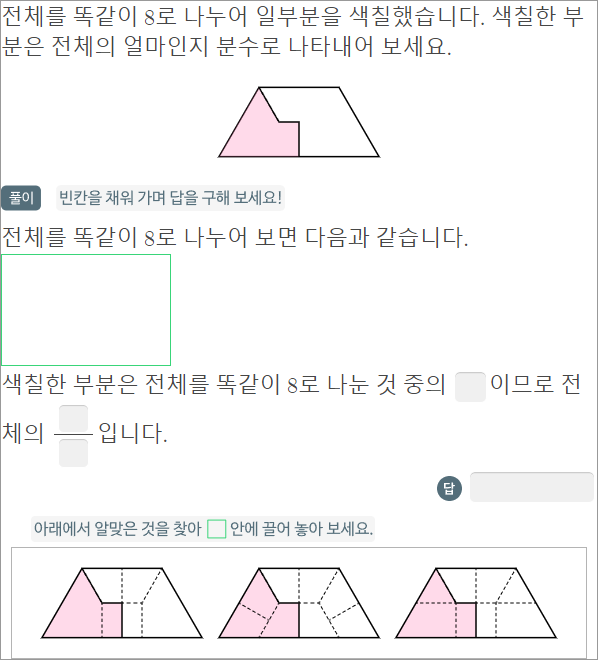 전체를 똑같이 8로 나누어 일부분을 색칠했습니다. 색칠한 부
분은 전체의 얼마인지 분수로 나타내어 보세요.
풀이 빈칸을 채워 가며 답을 구해 보세요!
전체를 똑같이 8로 나누어 보면 다음과 같습니다.
색칠한 부분은 전체를 똑같이 8로 나눈 것 중의 이므로 전
체의 입니다.
답
아래에서 알맞은 것을 찾아 안에 끌어 놓아 보세요.